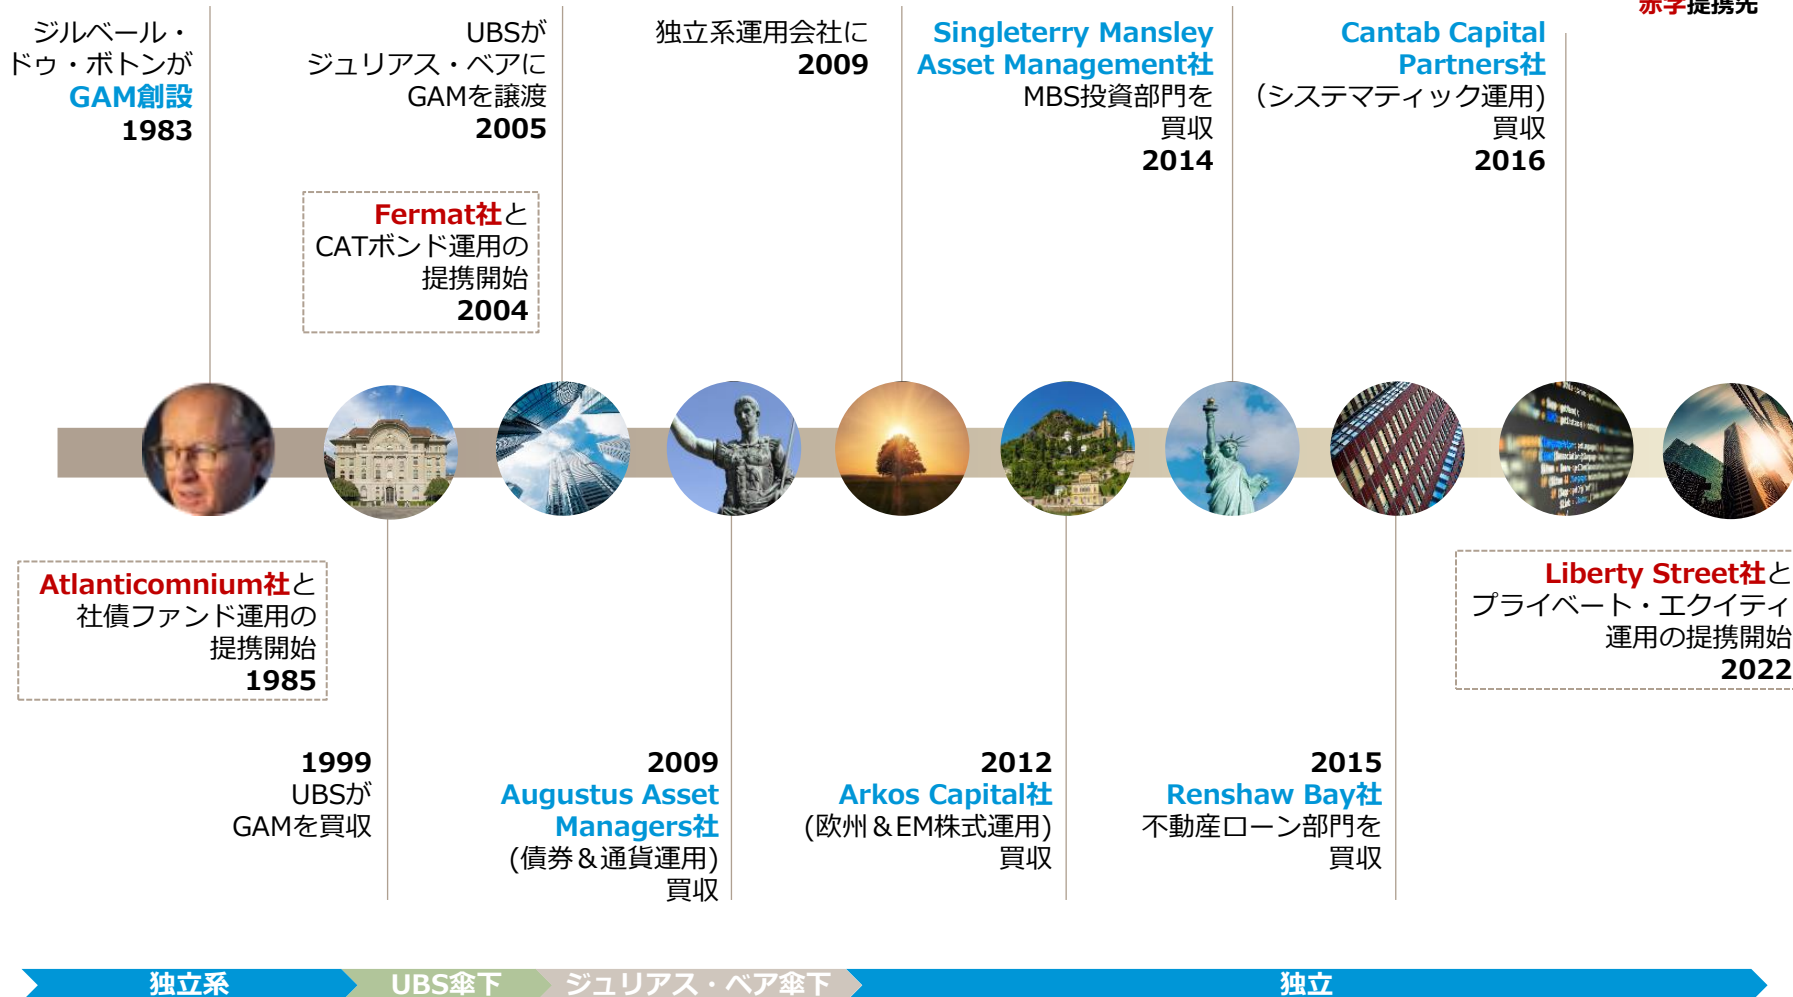 赤字提携先
ジルベール・
ドゥ・ボトンが
GAM創設
1983
UBSが
ジュリアス・ベアに
GAMを譲渡
2005
独立系運用会社に
2009
Singleterry Mansley
Asset Management社
MBS投資部門を
買収
2014
Cantab Capital
Partners社
（システマティック運用)
買収
2016
Fermat社と
CATボンド運用の
提携開始
2004
Atlanticomnium社と
社債ファンド運用の
提携開始
1985
Liberty Street社と
プライベート・エクイティ
運用の提携開始
2022
1999
UBSが
GAMを買収
2009
Augustus Asset
Managers社
(債券＆通貨運用)
買収
2012
Arkos Capital社
(欧州＆EM株式運用)
買収
2015
Renshaw Bay社
不動産ローン部門を
買収
独立系
UBS傘下
ジュリアス・ベア傘下
独立